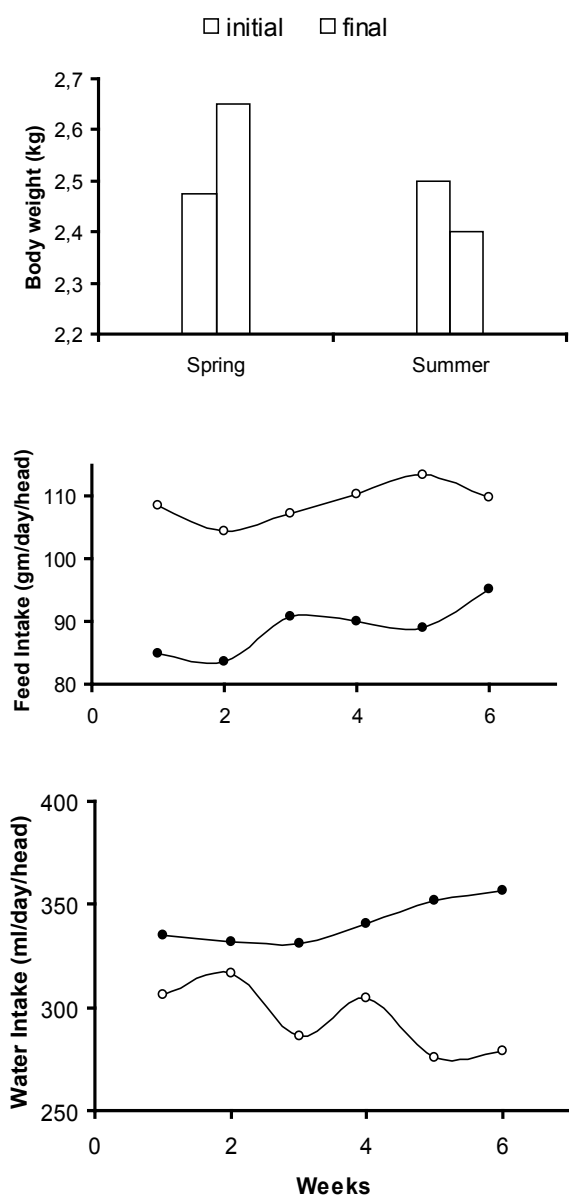 initial final
Body weight (kg)
2,7
2,6
2,5
2,4
2,3
2,2
Spring Summer
Feed Intake (gm/day/head)
110
100
90
80
0 2 4 6
Water Intake (ml/day/head)
400
350
300
250
0 2 4 6
Weeks